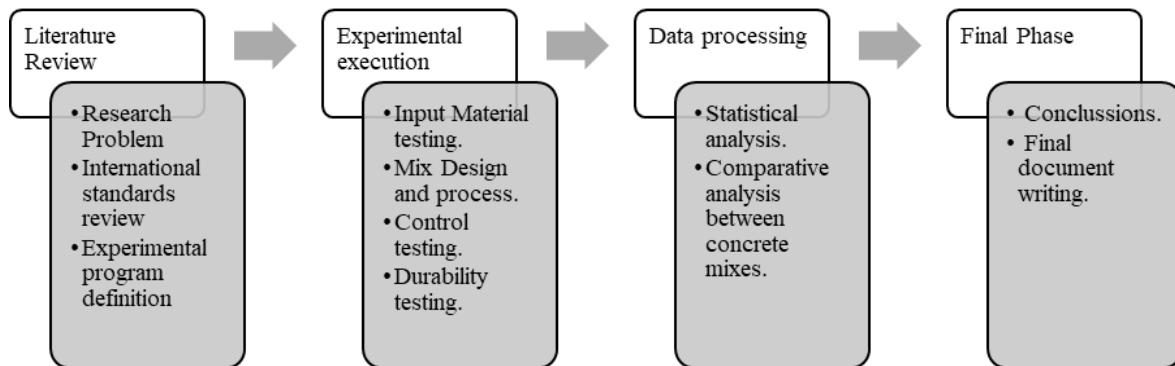 Literature
Review
•Research
Problem
•International
standards
review
•Experimental
program
definition
Experimental
execution
•Input Material
testing.
•Mix Design
and process.
•Control
testing.
•Durability
testing.
Data processing
•Statistical
analysis.
•Comparative
analysis
between
concrete
mixes.
Final Phase
• Conclussions.
• Final
document
writing.